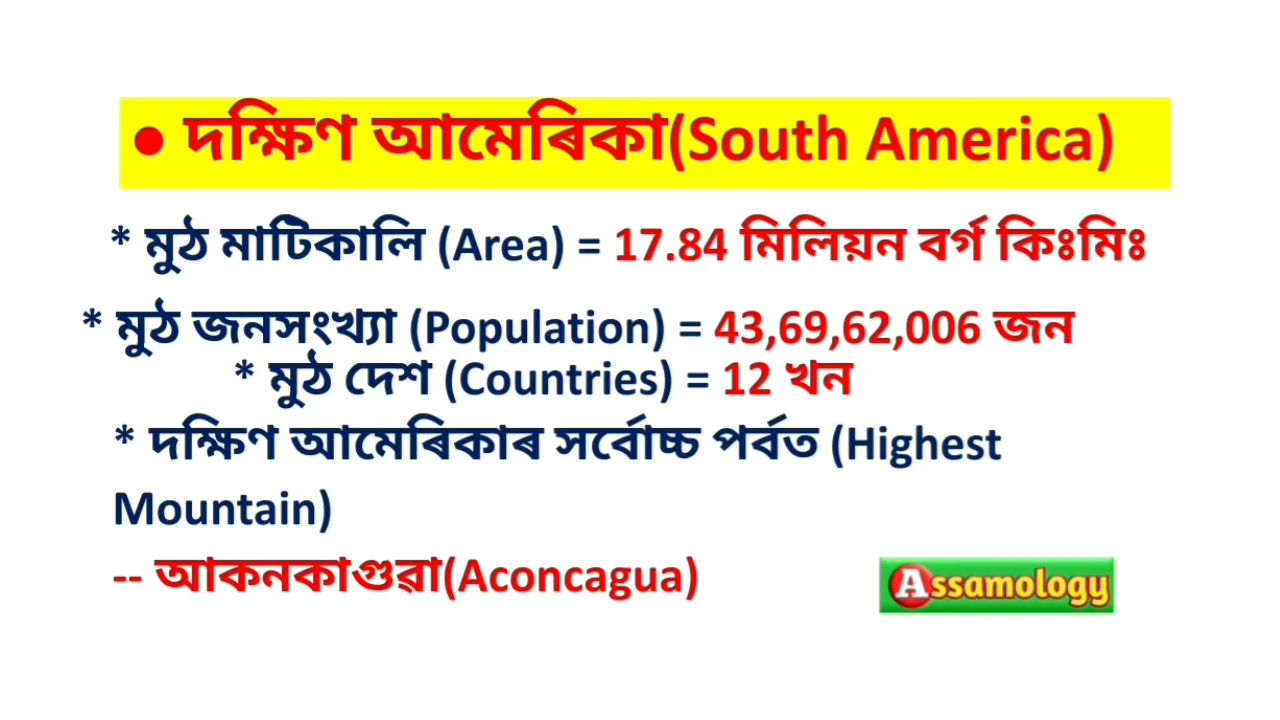 ● দক্ষিণ আমেৰিকা(South America)
* মুঠ মাটিকালি (Area) = 17.84 মিলিয়ন বৰ্গ কিঃমিঃ
* মুঠ জনসংখ্যা (Population) = 43,69,62,006 জন
* মুঠ দেশ (Countries) = 12 খন
* দক্ষিণ আমেৰিকাৰ সৰ্বোচ্চ পৰ্বত (Highest
Mountain)
-- আকনকাগুৱা(Aconcagua)
Assamology